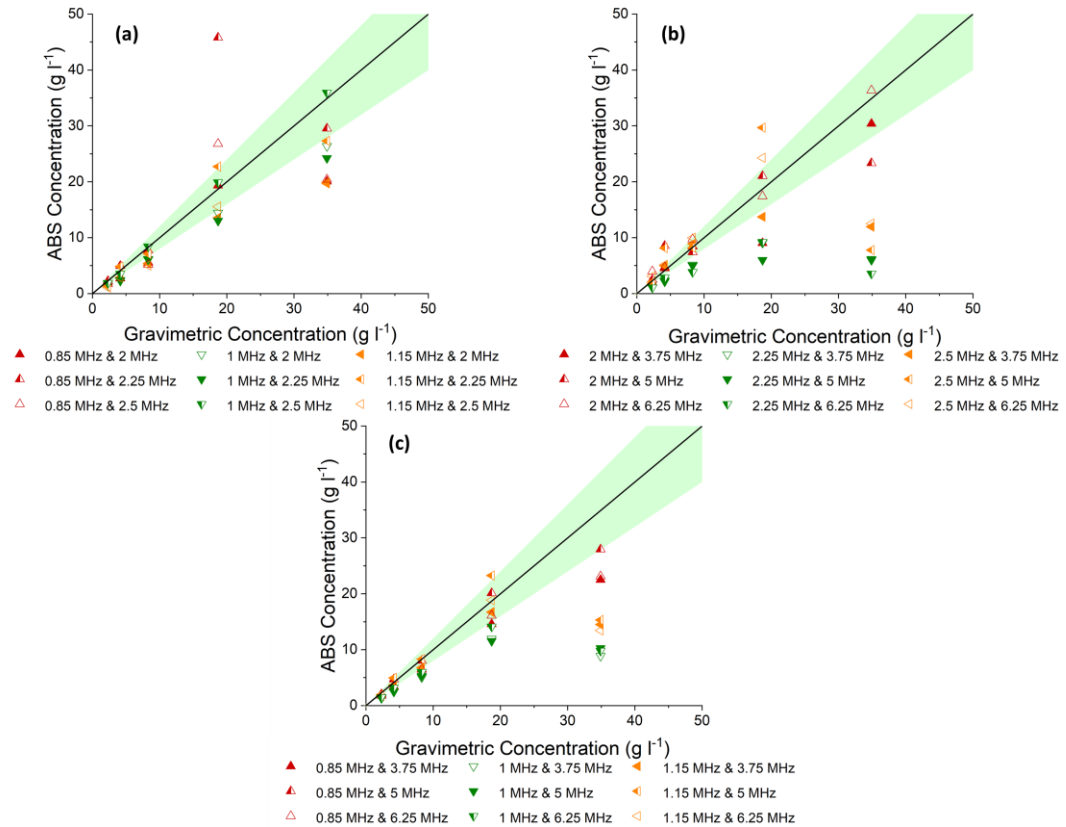 (a)
50
40
30
20
10
0
ABS Concentration (g l⁻¹)
0 10 20 30 40 50
Gravimetric Concentration (g l⁻¹)
0.85 MHz & 2 MHz 1 MHz & 2 MHz 1.15 MHz & 2 MHz
0.85 MHz & 2.25 MHz 1 MHz & 2.25 MHz 1.15 MHz & 2.25 MHz
0.85 MHz & 2.5 MHz 1 MHz & 2.5 MHz 1.15 MHz & 2.5 MHz
(b)
50
40
30
20
10
0
ABS Concentration (g l⁻¹)
0 10 20 30 40 50
Gravimetric Concentration (g l⁻¹)
2 MHz & 3.75 MHz 2.25 MHz & 3.75 MHz 2.5 MHz & 3.75 MHz
2 MHz & 5 MHz 2.25 MHz & 5 MHz 2.5 MHz & 5 MHz
2 MHz & 6.25 MHz 2.25 MHz & 6.25 MHz 2.5 MHz & 6.25 MHz
(c)
50
40
30
20
10
0
ABS Concentration (g l⁻¹)
0 10 20 30 40 50
Gravimetric Concentration (g l⁻¹)
0.85 MHz & 3.75 MHz 1 MHz & 3.75 MHz 1.15 MHz & 3.75 MHz
0.85 MHz & 5 MHz 1 MHz & 5 MHz 1.15 MHz & 5 MHz
0.85 MHz & 6.25 MHz 1 MHz & 6.25 MHz 1.15 MHz & 6.25 MHz